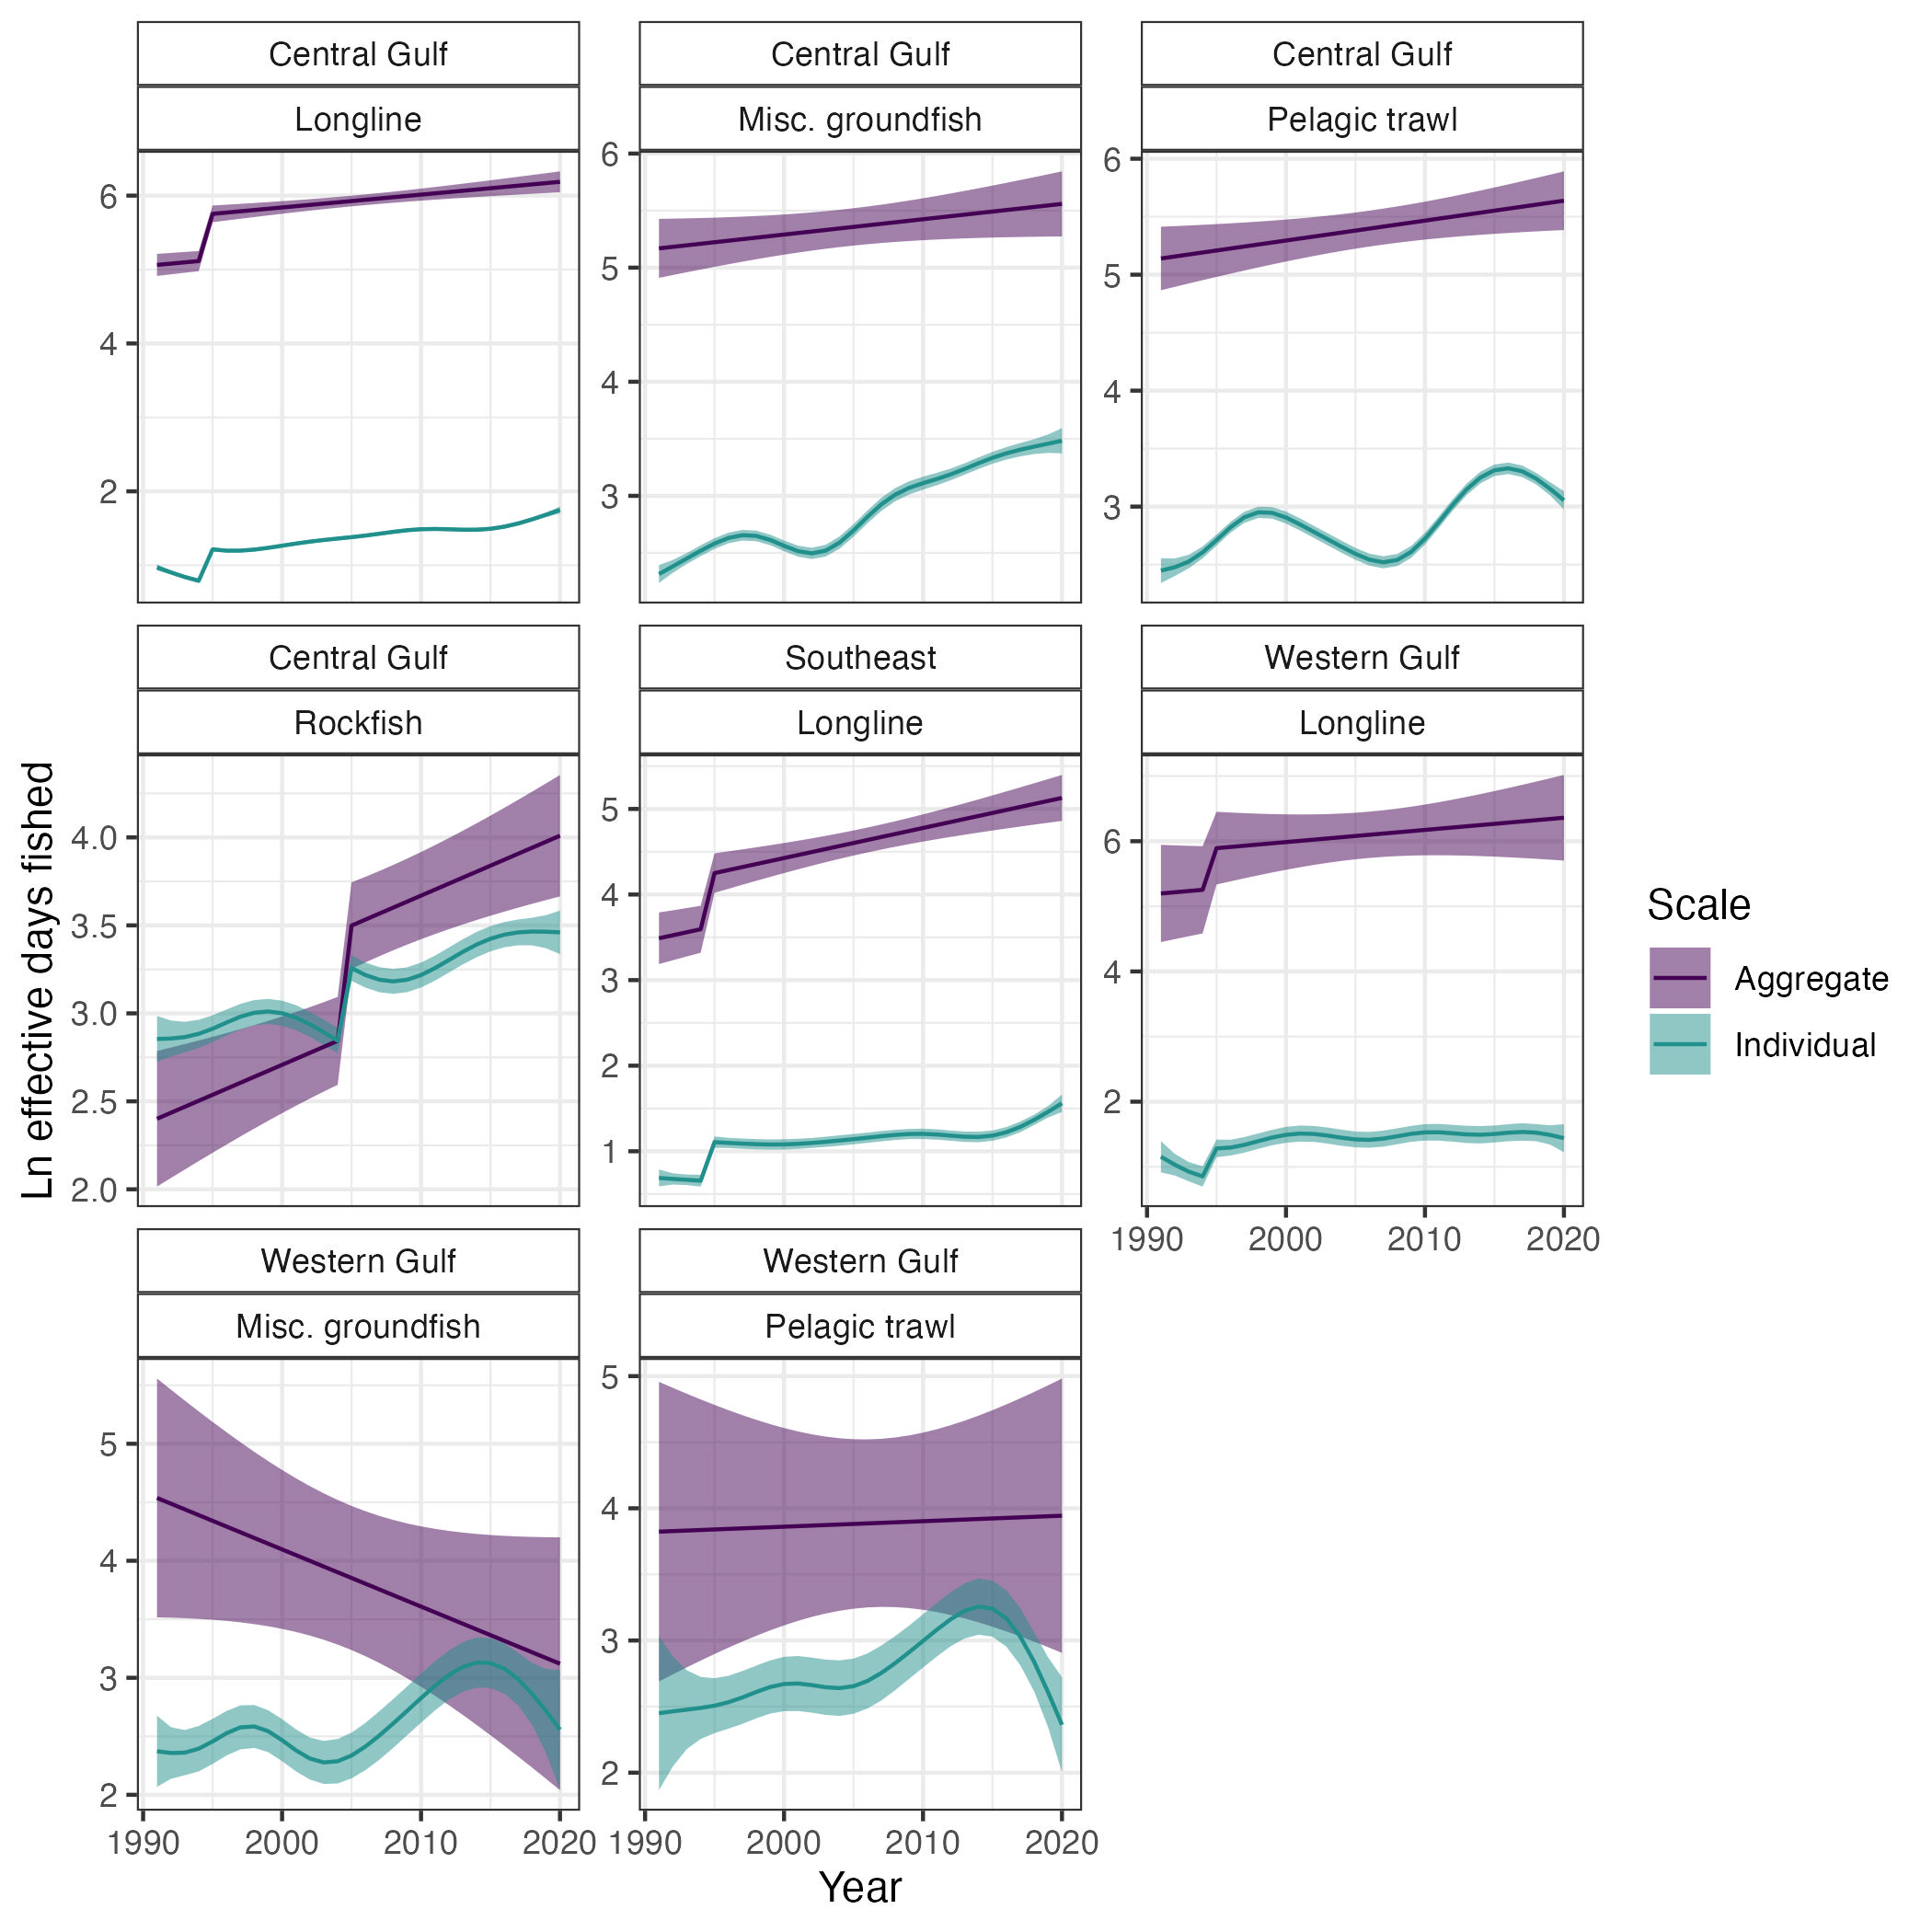 Central Gulf
Longline
Central Gulf
Misc. groundfish
Central Gulf
Pelagic trawl
6
4
2
6
5
4
3
6
5
4
3
Central Gulf
Rockfish
Southeast
Longline
Western Gulf
Longline
4.0
3.5
3.0
2.5
2.0
5
4
3
2
1
6
4
2
1990 2000 2010 2020
Western Gulf
Misc. groundfish
Western Gulf
Pelagic trawl
5
4
3
2
5
4
3
2
1990 2000 2010 2020
1990 2000 2010 2020
Ln effective days fished
Year
Scale
Aggregate
Individual